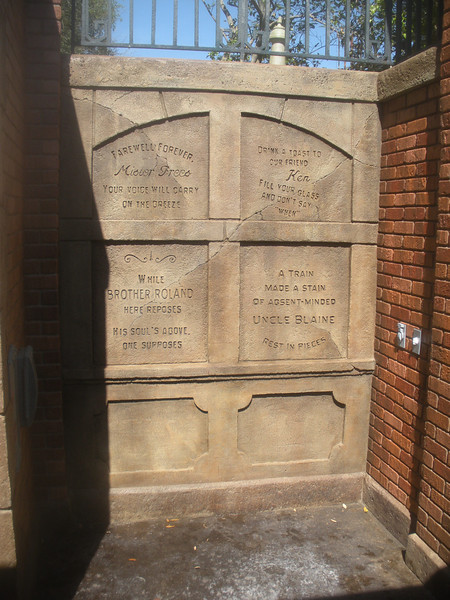 FAREWELL FOREVER,
Mister Frees
YOUR VOICE WILL CARRY
ON THE BREEZE
DRINK A TOAST TO
OUR FRIEND
Ken
FILL YOUR GLASS
AND DON'T SAY
"WHEN"
WHILE
BROTHER ROLAND
HERE REPOSES
HIS SOUL'S ABOVE,
ONE SUPPOSES
A TRAIN
MADE A STAIN
OF ABSENT-MINDED
UNCLE BLAINE
REST IN PIECES